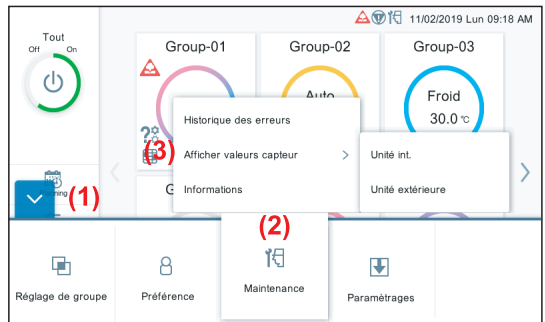 11/02/2019 Lun 09:18 AM
Tout
Off On
Group-01
Group-02
Group-03
Auto
Froid
30.0 °C
Historique des erreurs
(3) Afficher valeurs capteur >
Informations
Unité int.
Unité extérieure
(1)
(2)
Réglage de groupe
Préférence
Maintenance
Paramètrages